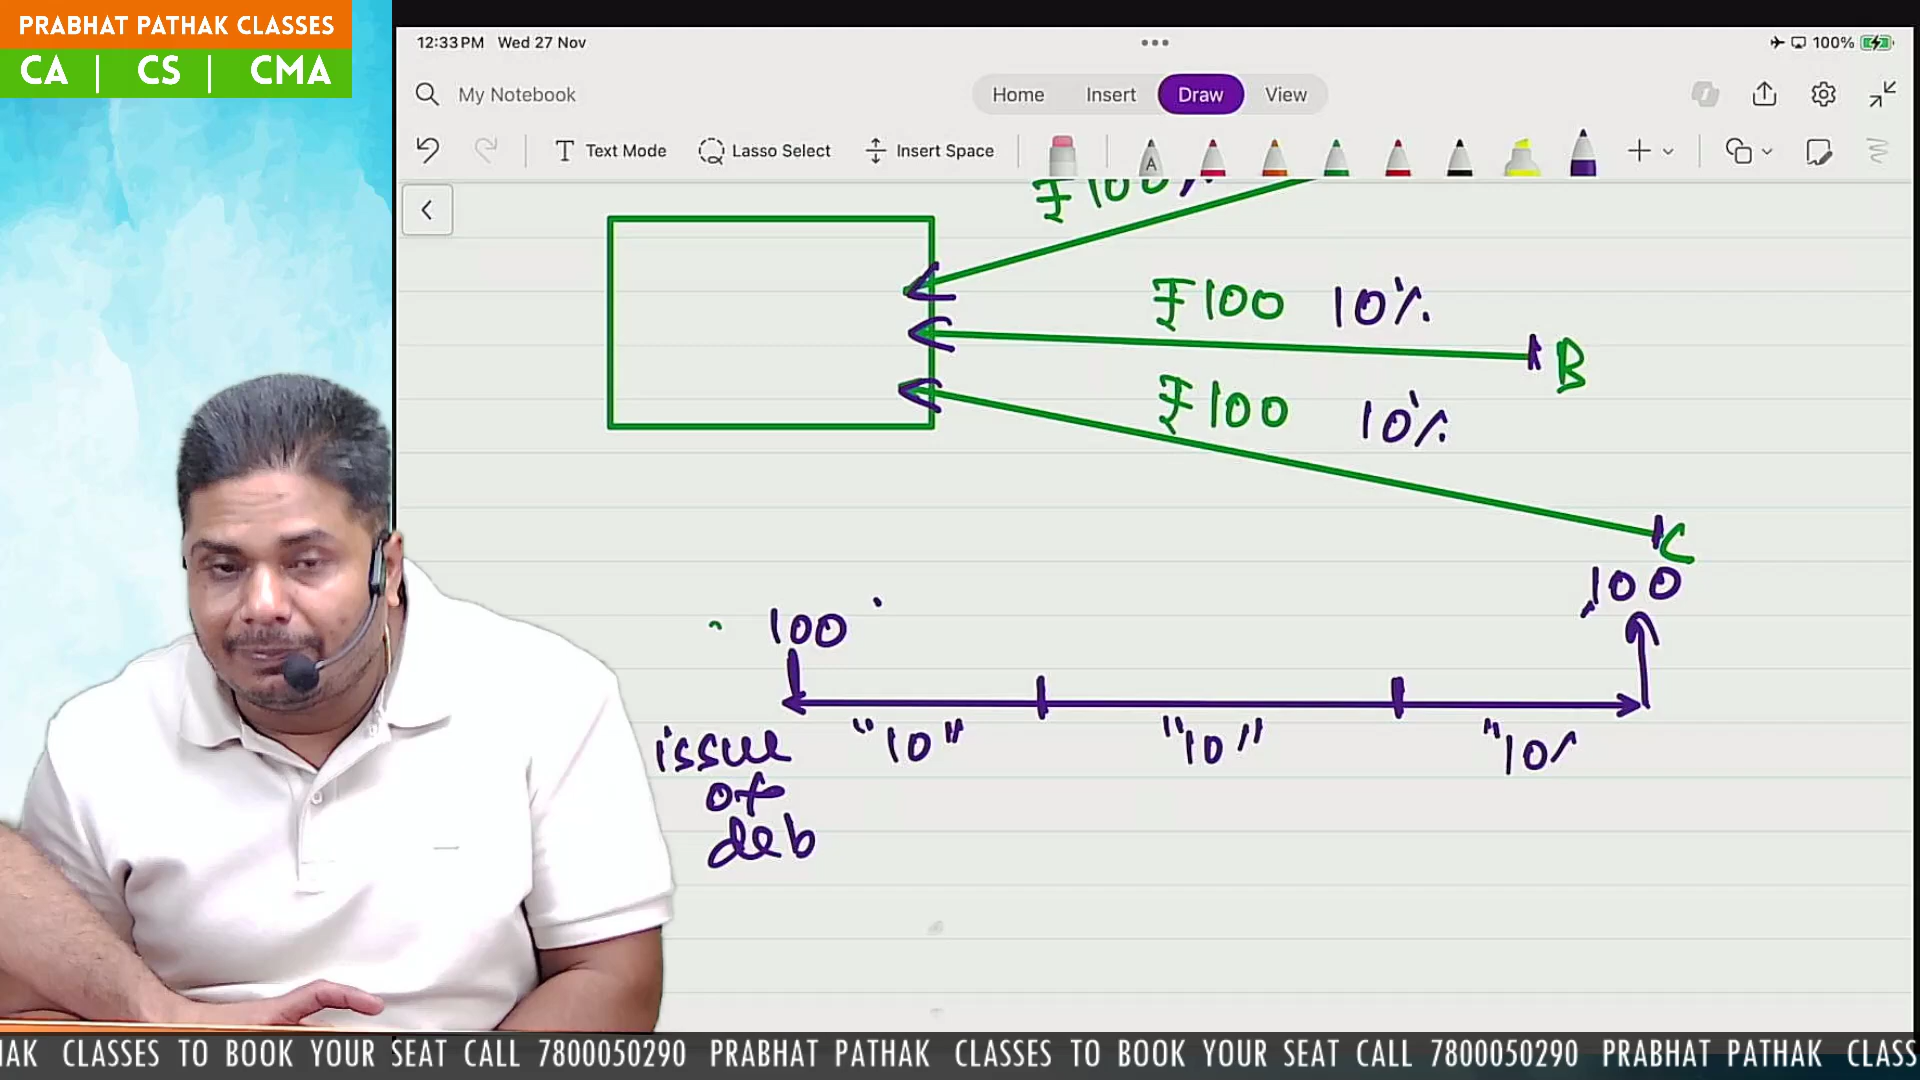 PRABHAT PATHAK CLASSES
CA | CS | CMA
12:33 PM Wed 27 Nov
100%
My Notebook
Home Insert Draw View
Text Mode Lasso Select Insert Space A
₹100
₹100 10%
B
₹100 10%
C
100
100
"10" "10" "10
issue
of
deb
CLASSES TO BOOK YOUR SEAT CALL 7800050290 PRABHAT PATHAK CLASSES TO BOOK YOUR SEAT CALL 7800050290 PRABHAT PATHAK